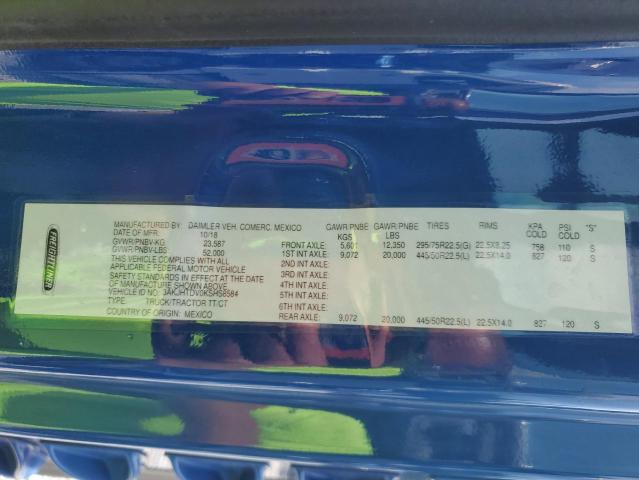 FREIGHTLINER
MANUFACTURED BY DAIMLER VEH. COMERC. MEXICO
DATE OF MFR: 10/18
GVWR/PNBV-KG: 23,587
GVWR/PNBV-LBS: 52,000
THIS VEHICLE COMPLIES WITH ALL
APPLICABLE FEDERAL MOTOR VEHICLE
SAFETY STANDARDS IN EFFECT ON THE DATE
OF MANUFACTURE SHOWN ABOVE.
VEHICLE ID NO.: 3AKJHTDV0KSHS6584
TYPE: TRUCK/TRACTOR TT/CT
COUNTRY OF ORIGIN: MEXICO
GAWR/PNBE KGS GAWR/PNBE LBS TIRES RIMS KPA COLD PSI COLD "S"
FRONT AXLE: 5,601 12,350 295/75R22.5(G) 22.5X8.25 758 110 S
1ST INT AXLE: 9,072 20,000 445/50R22.5(L) 22.5X14.0 827 120 S
2ND INT AXLE:
3RD INT AXLE:
4TH INT AXLE:
5TH INT AXLE:
6TH INT AXLE:
REAR AXLE: 9,072 20,000 445/50R22.5(L) 22.5X14.0 827 120 S